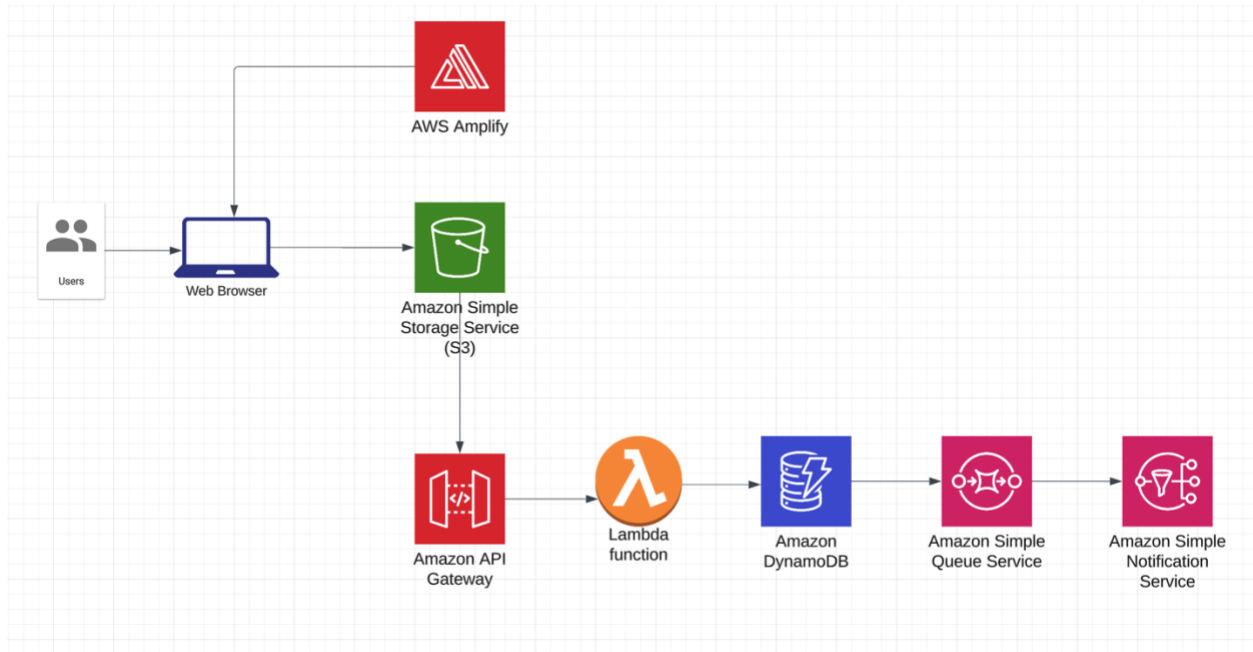 AWS Amplify
Users
Web Browser
Amazon Simple
Storage Service
(S3)
Amazon API
Gateway
Lambda
function
Amazon
DynamoDB
Amazon Simple
Queue Service
Amazon Simple
Notification
Service